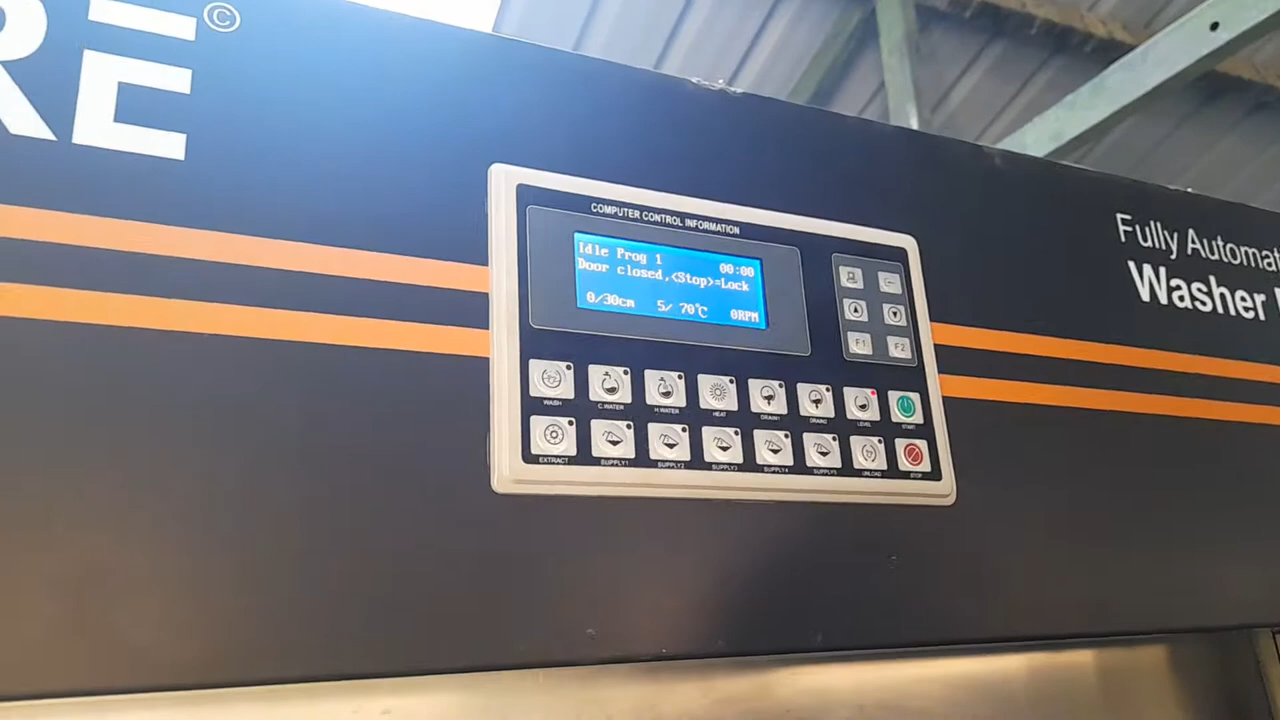 RE©
COMPUTER CONTROL INFORMATION
Idle Prog 1 00:00
Door closed,<Stop>=Lock
0/30cm 5/ 70℃ 0RPM
F1 F2
WASH C.WATER H.WATER HEAT DRAIN1 DRAIN2 LEVEL START
EXTRACT SUPPLY1 SUPPLY2 SUPPLY3 SUPPLY4 SUPPLY5 UNLOAD STOP
Fully Automat
Washer